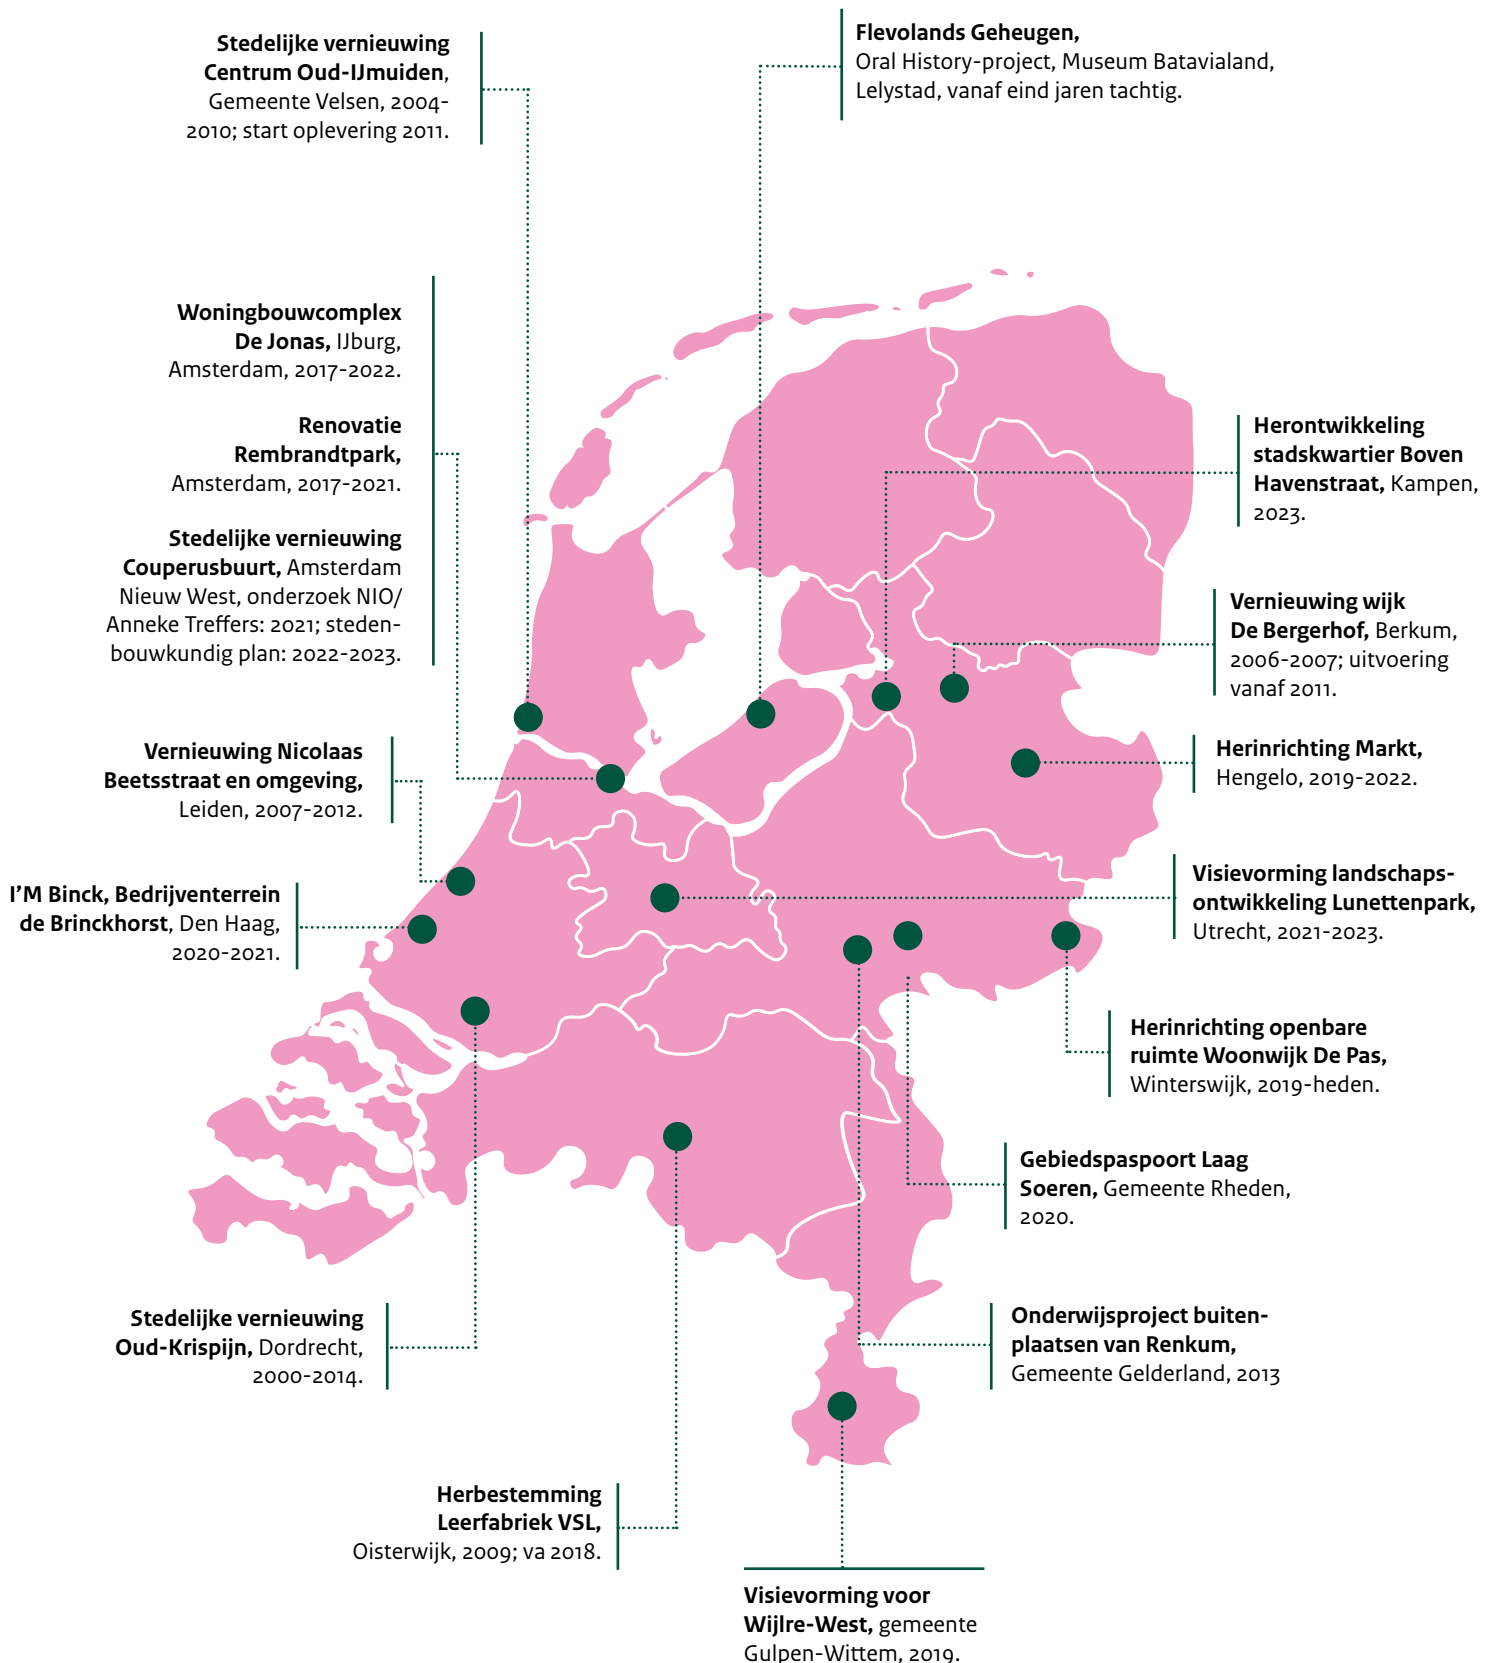 Stedelijke vernieuwing
Centrum Oud-IJmuiden,
Gemeente Velsen, 2004-
2010; start oplevering 2011.
Flevolands Geheugen,
Oral History-project, Museum Batavialand,
Lelystad, vanaf eind jaren tachtig.
Woningbouwcomplex
De Jonas, IJburg,
Amsterdam, 2017-2022.
Renovatie
Rembrandtpark,
Amsterdam, 2017-2021.
Stedelijke vernieuwing
Couperusbuurt, Amsterdam
Nieuw West, onderzoek NIO/
Anneke Treffers: 2021; steden-
bouwkundig plan: 2022-2023.
Herontwikkeling
stadskwartier Boven
Havenstraat, Kampen,
2023.
Vernieuwing wijk
De Bergerhof, Berkum,
2006-2007; uitvoering
vanaf 2011.
Vernieuwing Nicolaas
Beetsstraat en omgeving,
Leiden, 2007-2012.
Herinrichting Markt,
Hengelo, 2019-2022.
I'M Binck, Bedrijventerrein
de Brinckhorst, Den Haag,
2020-2021.
Visievorming landschaps-
ontwikkeling Lunettenpark,
Utrecht, 2021-2023.
Herinrichting openbare
ruimte Woonwijk De Pas,
Winterswijk, 2019-heden.
Gebiedspaspoort Laag
Soeren, Gemeente Rheden,
2020.
Stedelijke vernieuwing
Oud-Krispijn, Dordrecht,
2000-2014.
Onderwijsproject buiten-
plaatsen van Renkum,
Gemeente Gelderland, 2013
Herbestemming
Leerfabriek VSL,
Oisterwijk, 2009; va 2018.
Visievorming voor
Wijlre-West, gemeente
Gulpen-Wittem, 2019.